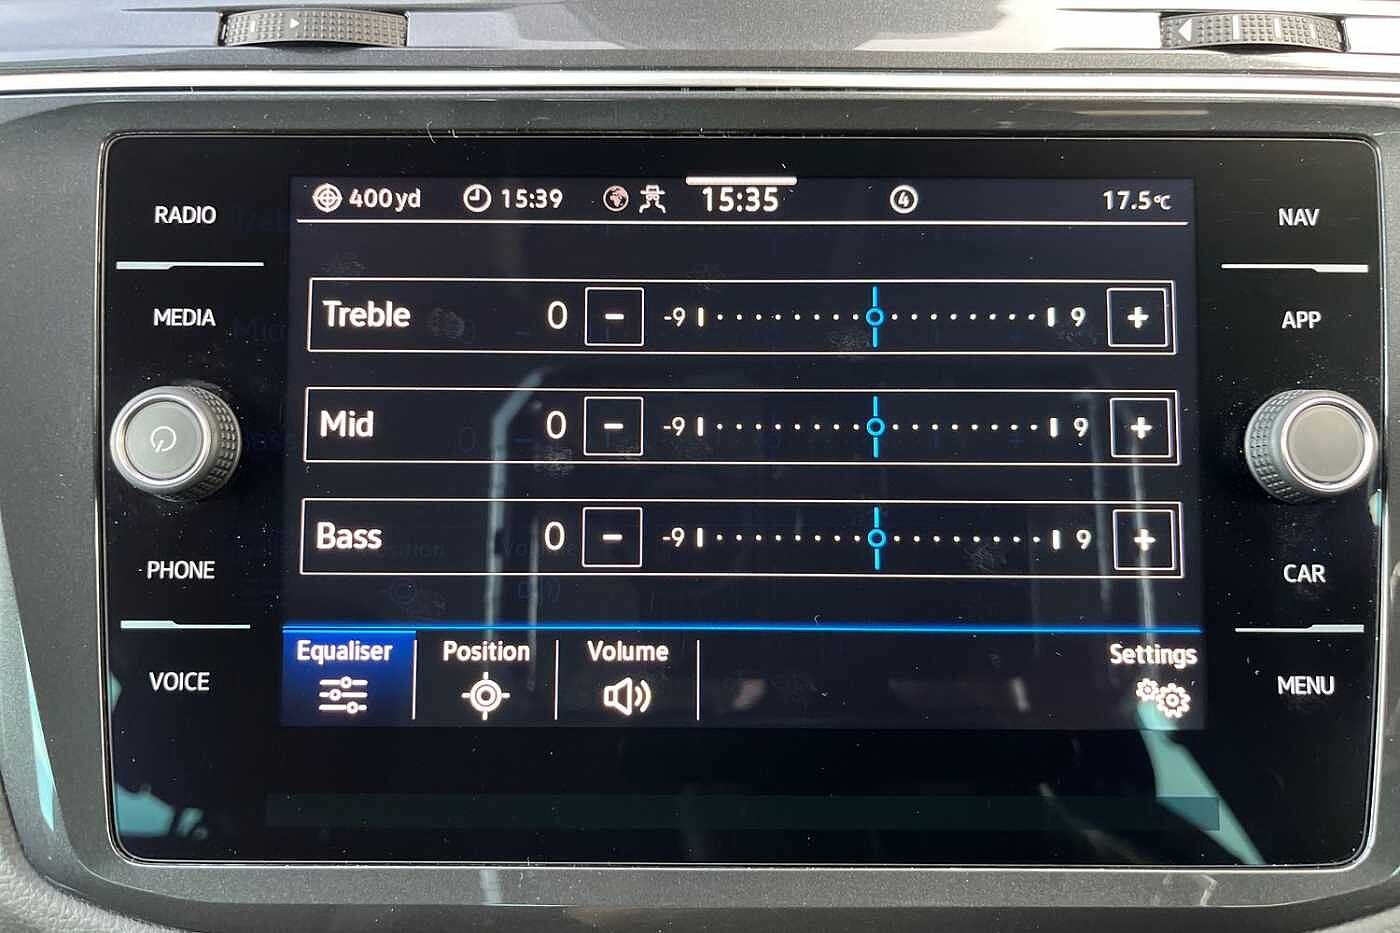 400yd 15:39 15:35 4 17.5°C
RADIO
MEDIA
PHONE
VOICE
Treble 0 - -9 9 +
Mid 0 - -9 9 +
Bass 0 - -9 9 +
Equaliser Position Volume Settings
NAV
APP
CAR
MENU